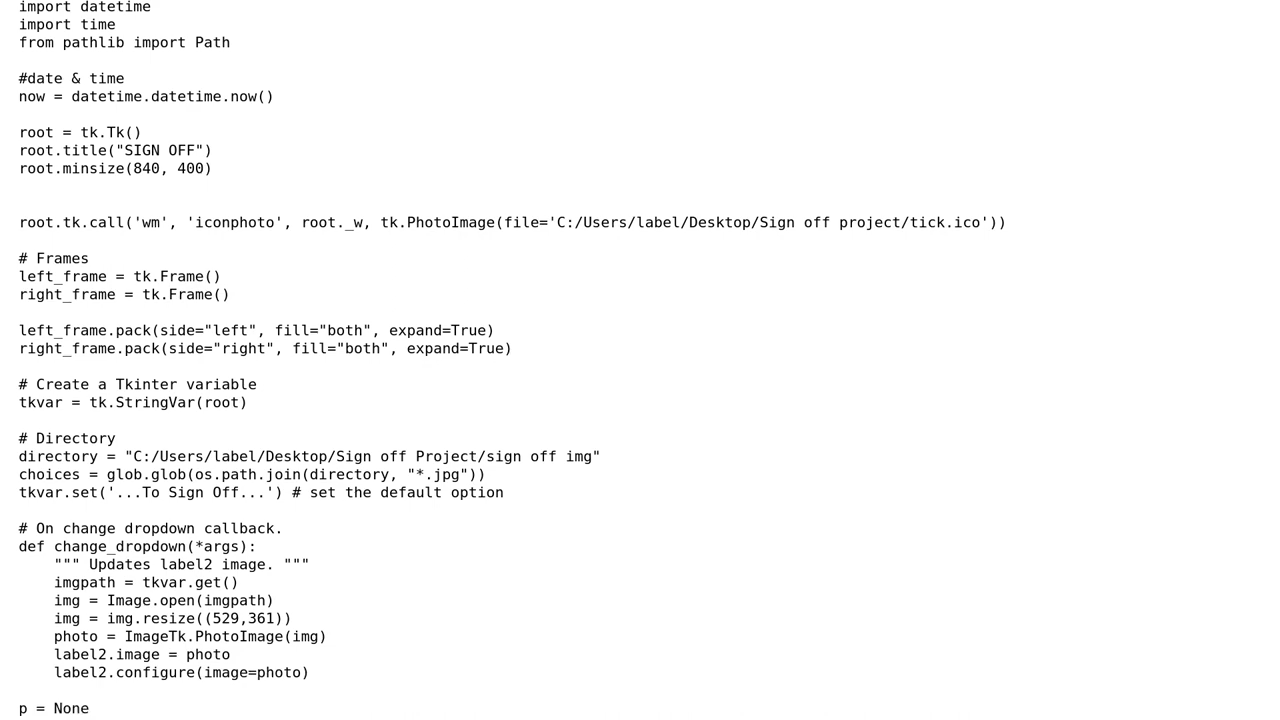 import datetime
import time
from pathlib import Path
#date & time
now = datetime.datetime.now()
root = tk.Tk()
root.title("SIGN OFF")
root.minsize(840, 400)
root.tk.call('wm', 'iconphoto', root._w, tk.PhotoImage(file='C:/Users/label/Desktop/Sign off project/tick.ico'))
# Frames
left_frame = tk.Frame()
right_frame = tk.Frame()
left_frame.pack(side="left", fill="both", expand=True)
right_frame.pack(side="right", fill="both", expand=True)
# Create a Tkinter variable
tkvar = tk.StringVar(root)
# Directory
directory = "C:/Users/label/Desktop/Sign off Project/sign off img"
choices = glob.glob(os.path.join(directory, "*.jpg"))
tkvar.set('...To Sign Off...') # set the default option
# On change dropdown callback.
def change_dropdown(*args):
    """ Updates label2 image. """
    imgpath = tkvar.get()
    img = Image.open(imgpath)
    img = img.resize((529,361))
    photo = ImageTk.PhotoImage(img)
    label2.image = photo
    label2.configure(image=photo)
p = None